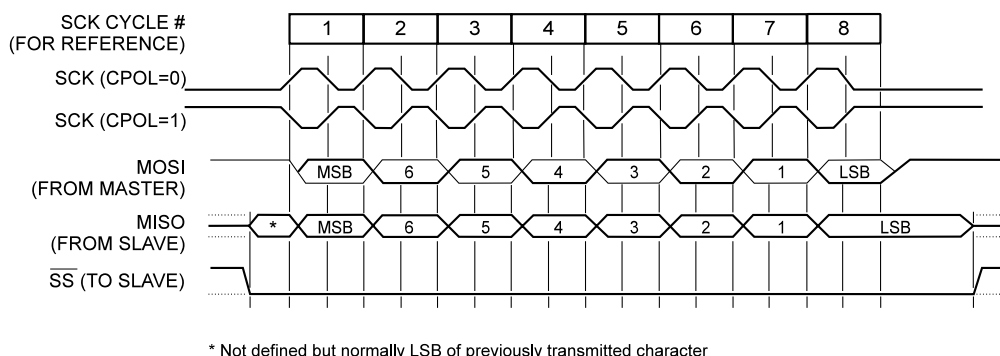 SCK CYCLE # 1 2 3 4 5 6 7 8
(FOR REFERENCE)
SCK (CPOL=0)
SCK (CPOL=1)
MOSI MSB 6 5 4 3 2 1 LSB
(FROM MASTER)
MISO * MSB 6 5 4 3 2 1 LSB
(FROM SLAVE)
SS (TO SLAVE)
* Not defined but normally LSB of previously transmitted character